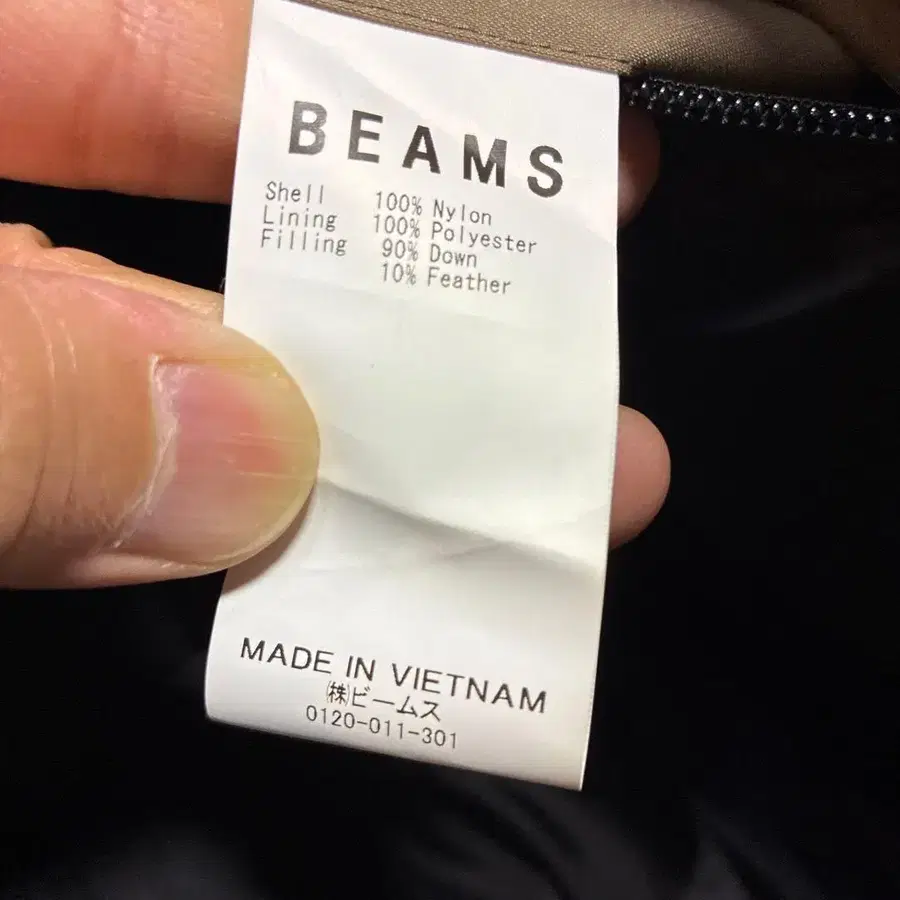 BEAMS
Shell 100% Nylon
Lining 100% Polyester
Filling 90% Down
10% Feather
MADE IN VIETNAM
㈱ビームス
0120-011-301